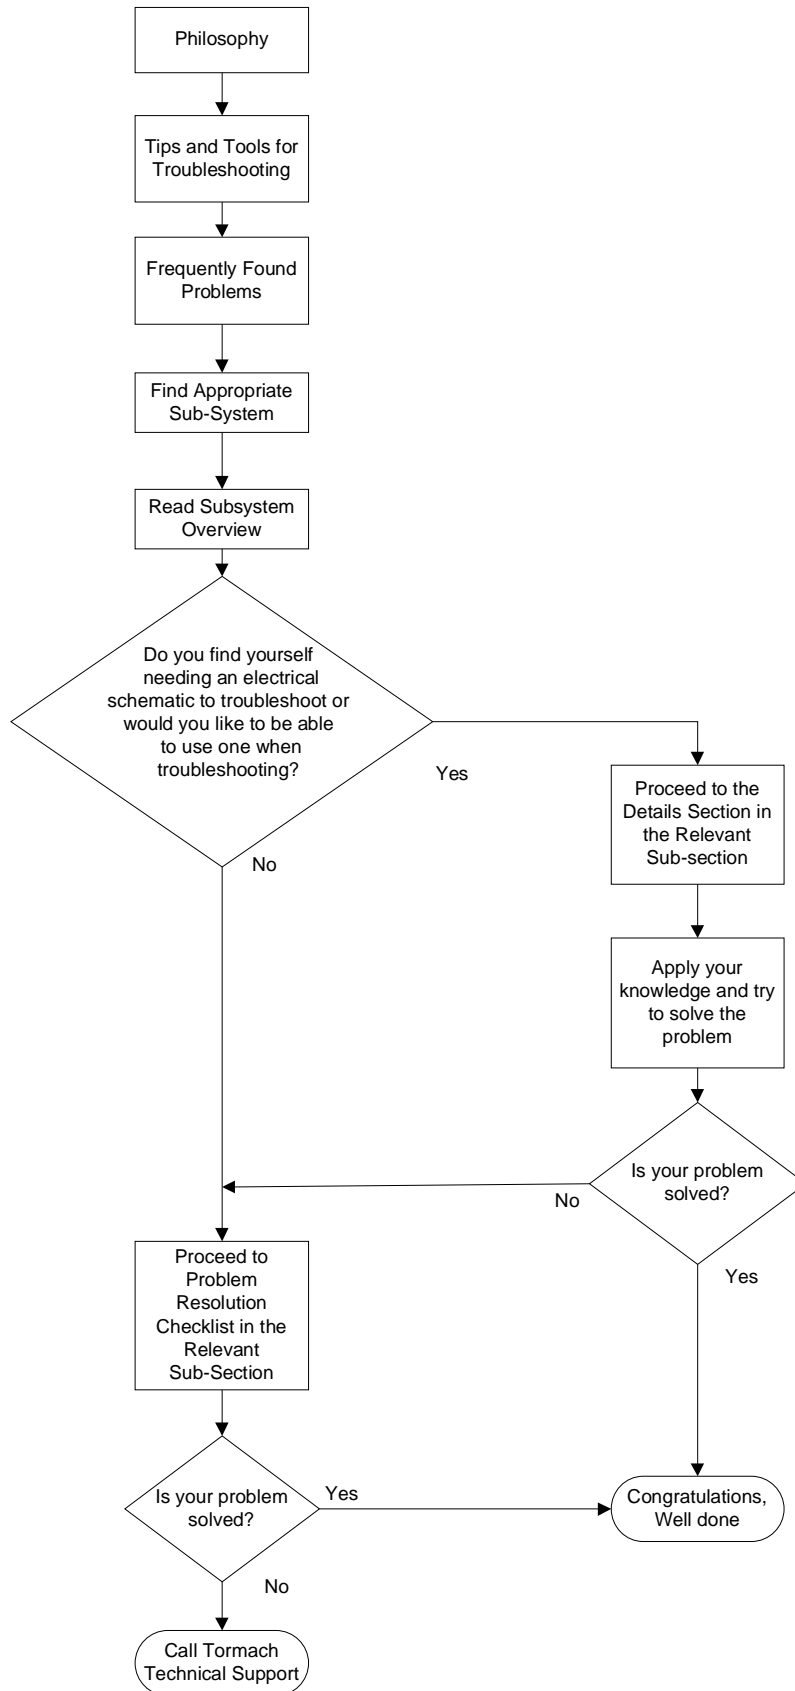 Philosophy
Tips and Tools for
Troubleshooting
Frequently Found
Problems
Find Appropriate
Sub-System
Read Subsystem
Overview
Do you find yourself
needing an electrical
schematic to troubleshoot or
would you like to be able
to use one when
troubleshooting?
Yes
No
Proceed to the
Details Section in
the Relevant
Sub-section
Apply your
knowledge and try
to solve the
problem
Is your problem
solved?
No
Yes
Proceed to
Problem
Resolution
Checklist in the
Relevant
Sub-Section
Is your problem
solved?
Yes
No
Congratulations,
Well done
Call Tormach
Technical Support